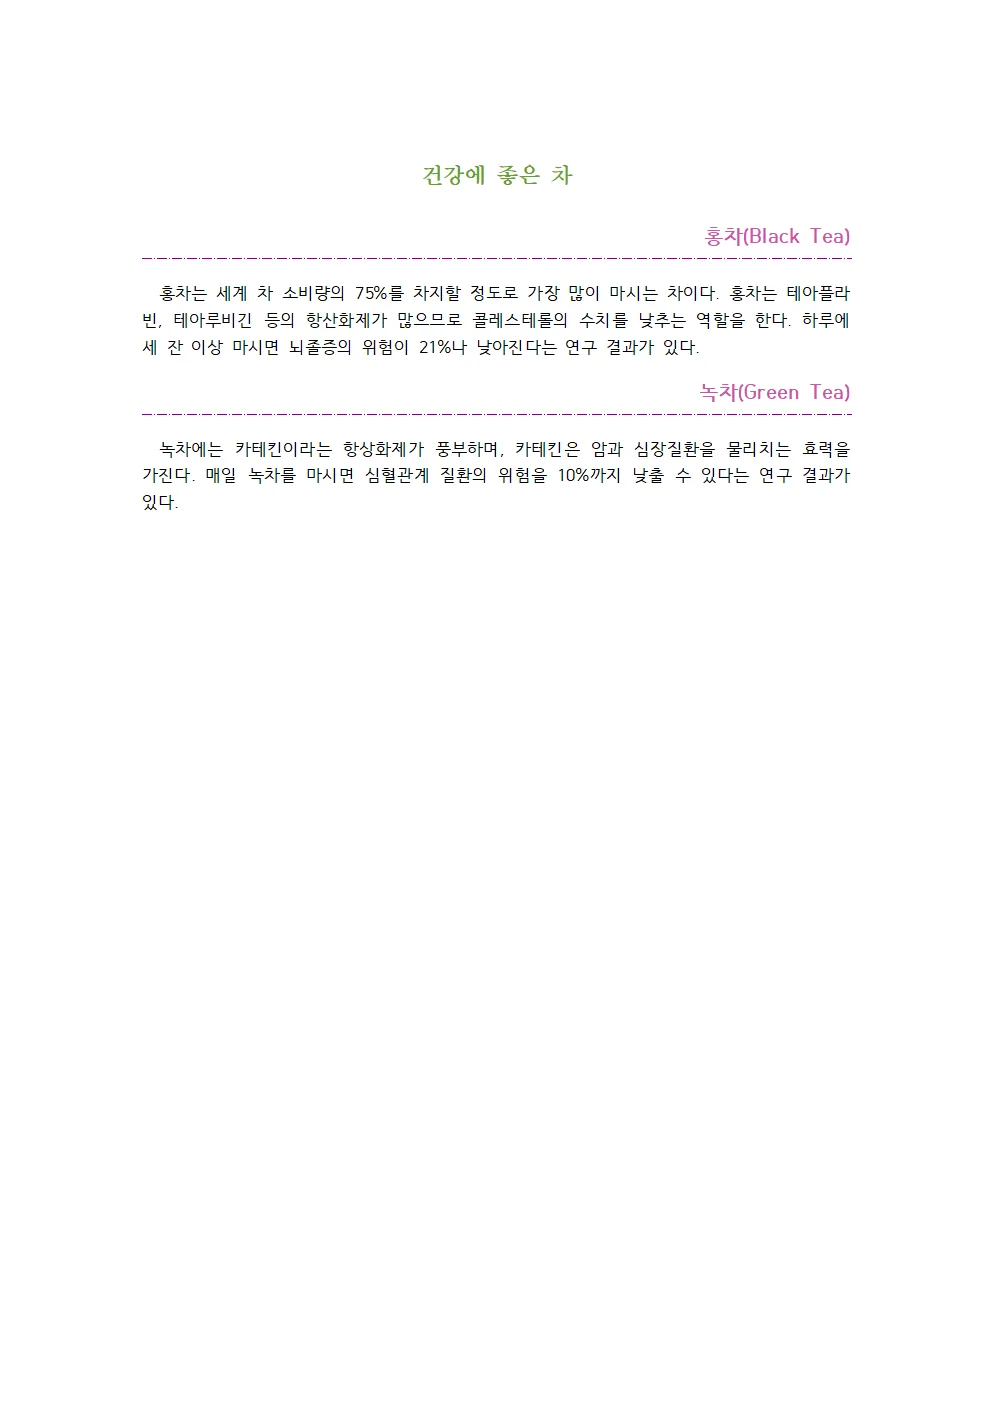 건강에 좋은 차
홍차(Black Tea)
홍차는 세계 차 소비량의 75%를 차지할 정도로 가장 많이 마시는 차이다. 홍차는 테아플라
빈, 테아루비긴 등의 항산화제가 많으므로 콜레스테롤의 수치를 낮추는 역할을 한다. 하루에
세 잔 이상 마시면 뇌졸증의 위험이 21%나 낮아진다는 연구 결과가 있다.
녹차(Green Tea)
녹차에는 카테킨이라는 항상화제가 풍부하며, 카테킨은 암과 심장질환을 물리치는 효력을
가진다. 매일 녹차를 마시면 심혈관계 질환의 위험을 10%까지 낮출 수 있다는 연구 결과가
있다.